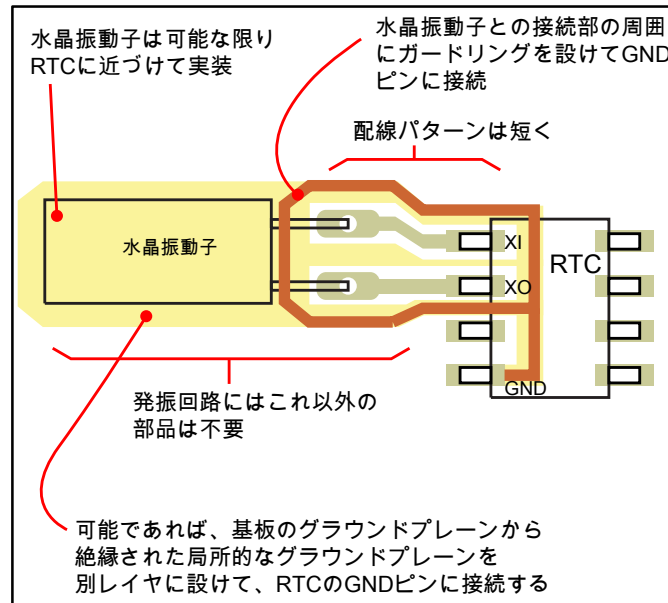 水晶振動子は可能な限り
RTCに近づけて実装
水晶振動子との接続部の周囲
にガードリングを設けてGND
ピンに接続
配線パターンは短く
水晶振動子
XI
RTC
XO
GND
発振回路にはこれ以外の
部品は不要
可能であれば、基板のグラウンドプレーンから
絶縁された局所的なグラウンドプレーンを
別レイヤに設けて、RTCのGNDピンに接続する